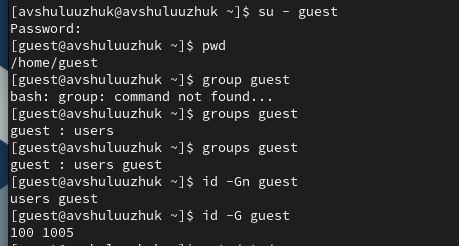 [avshuluuzhuk@avshuluuzhuk ~]$ su - guest
Password:
[guest@avshuluuzhuk ~]$ pwd
/home/guest
[guest@avshuluuzhuk ~]$ group guest
bash: group: command not found...
[guest@avshuluuzhuk ~]$ groups guest
guest : users
[guest@avshuluuzhuk ~]$ groups guest
guest : users guest
[guest@avshuluuzhuk ~]$ id -Gn guest
users guest
[guest@avshuluuzhuk ~]$ id -G guest
100 1005